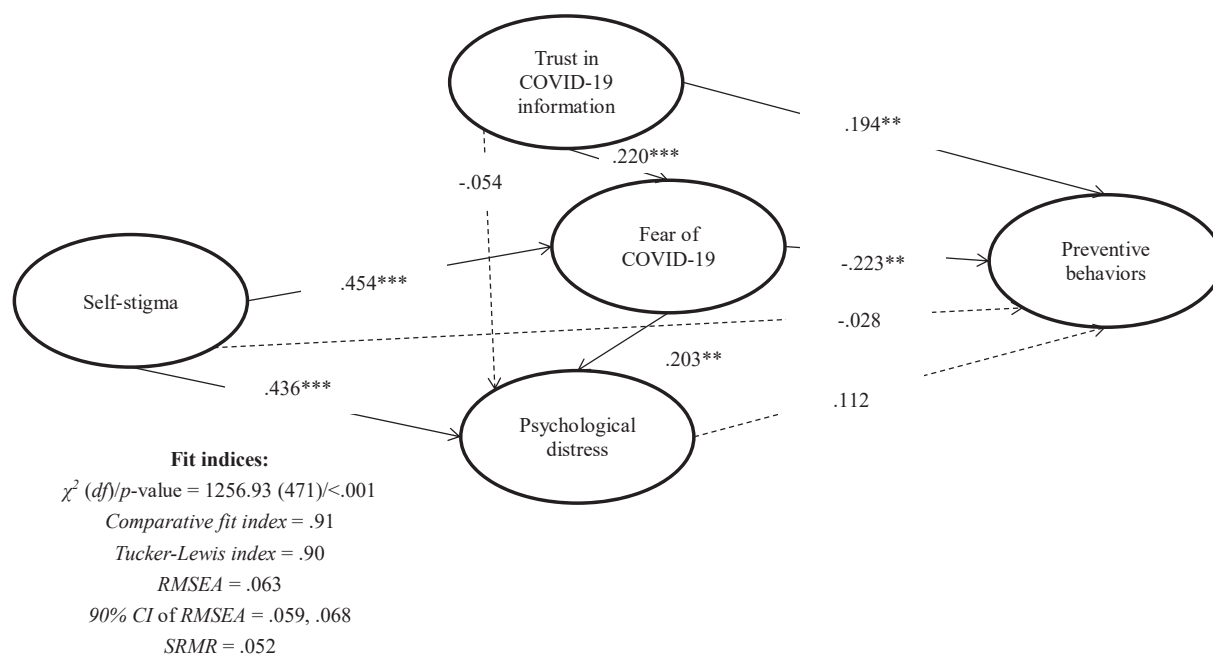 Trust in
COVID-19
information
.194**
.220***
-.054
Fear of
COVID-19
Preventive
behaviors
-.223**
Self-stigma
.454***
-.028
.203**
.436***
.112
Psychological
distress
Fit indices:
χ² (df)/p-value = 1256.93 (471)/<.001
Comparative fit index = .91
Tucker-Lewis index = .90
RMSEA = .063
90% CI of RMSEA = .059, .068
SRMR = .052